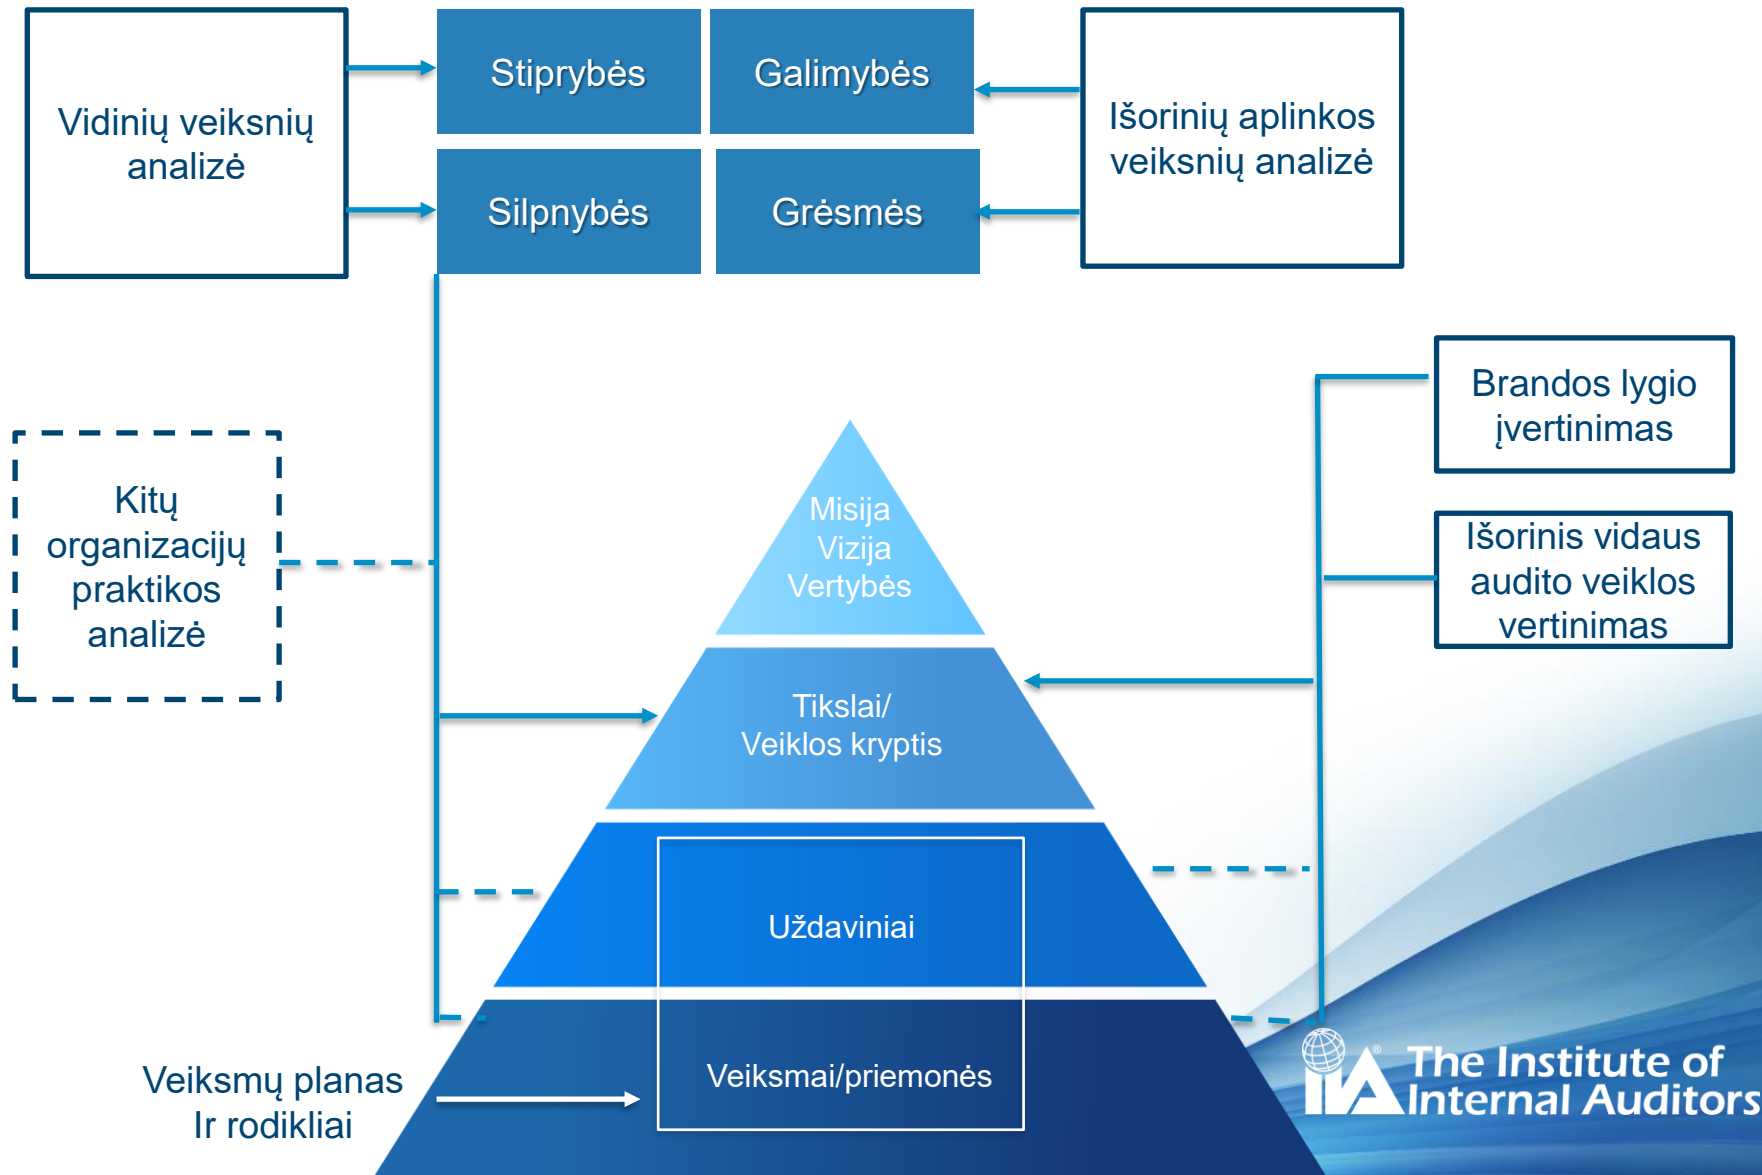 Vidinių veiksnių
analizė
Stiprybės
Galimybės
Silpnybės
Grėsmės
Išorinių aplinkos
veiksnių analizė
Brandos lygio
įvertinimas
Išorinis vidaus
audito veiklos
vertinimas
Kitų
organizacijų
praktikos
analizė
Misija
Vizija
Vertybės
Tikslai/
Veiklos kryptis
Uždaviniai
Veiksmai/priemonės
Veiksmų planas
Ir rodikliai
IIA ® The Institute of
Internal Auditors